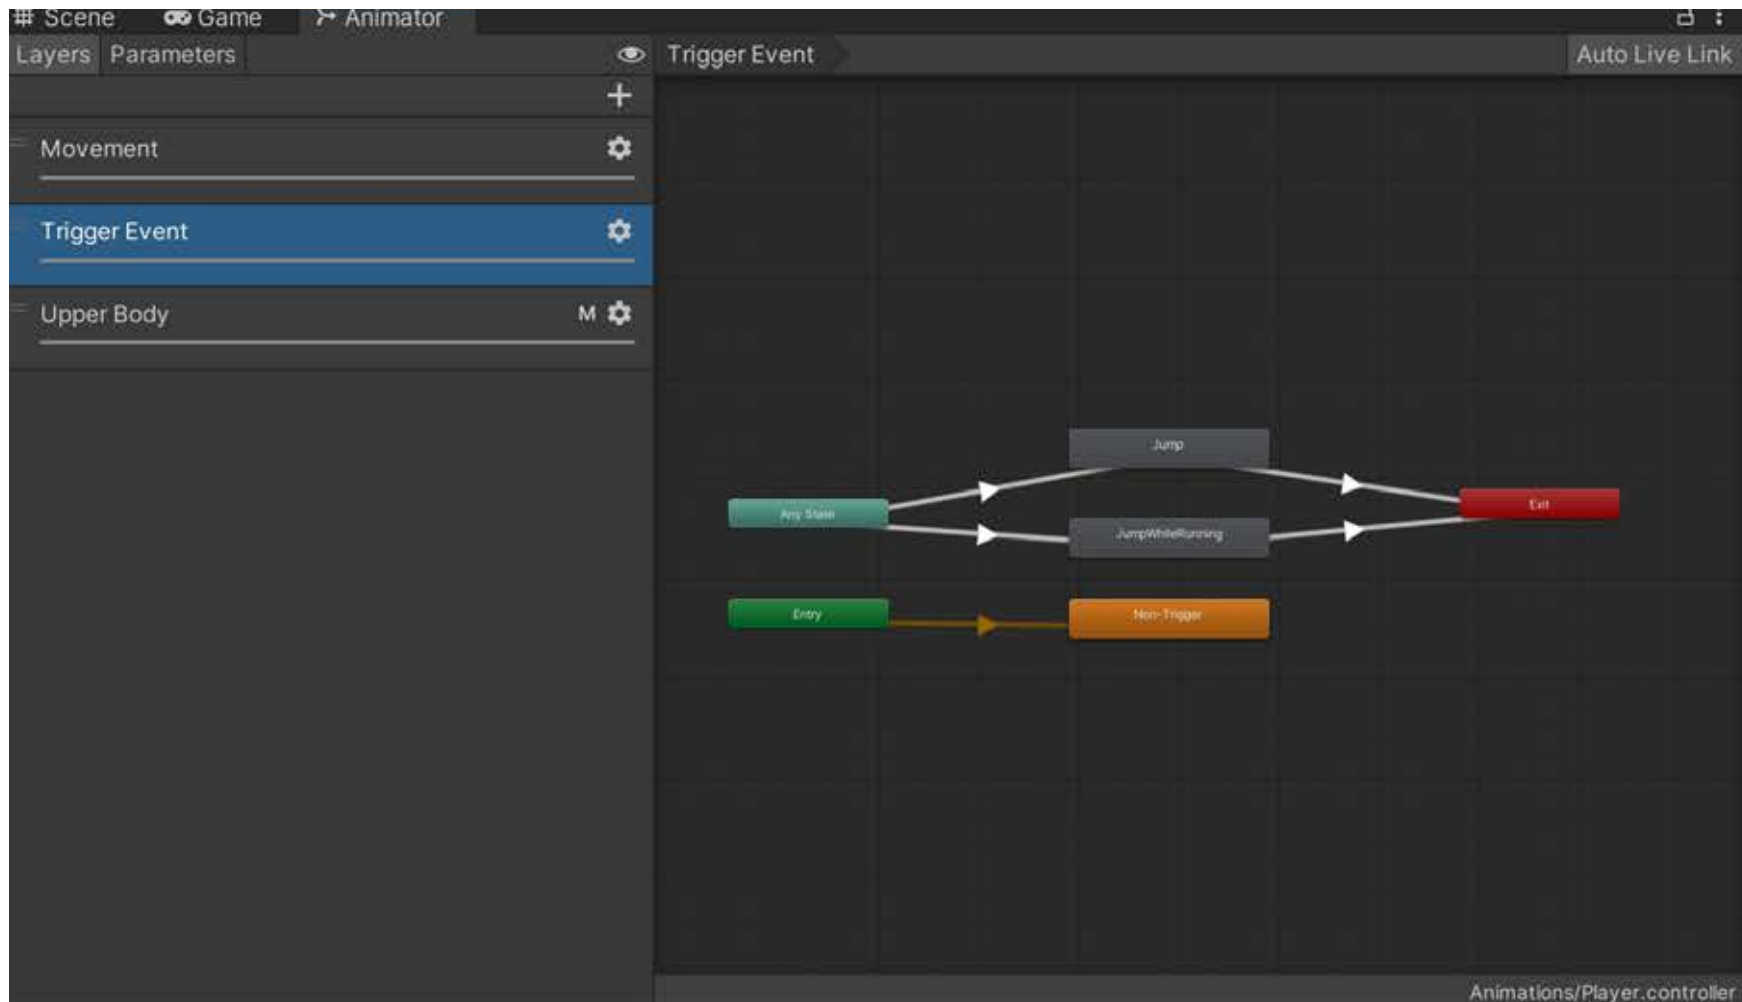 Scene Game Animator
Layers Parameters
Trigger Event
Auto Live Link
Movement
Trigger Event
Upper Body M
Jump
Any State
Exit
JumpWhileRunning
Entry
Non-Trigger
Animations/Player.controller